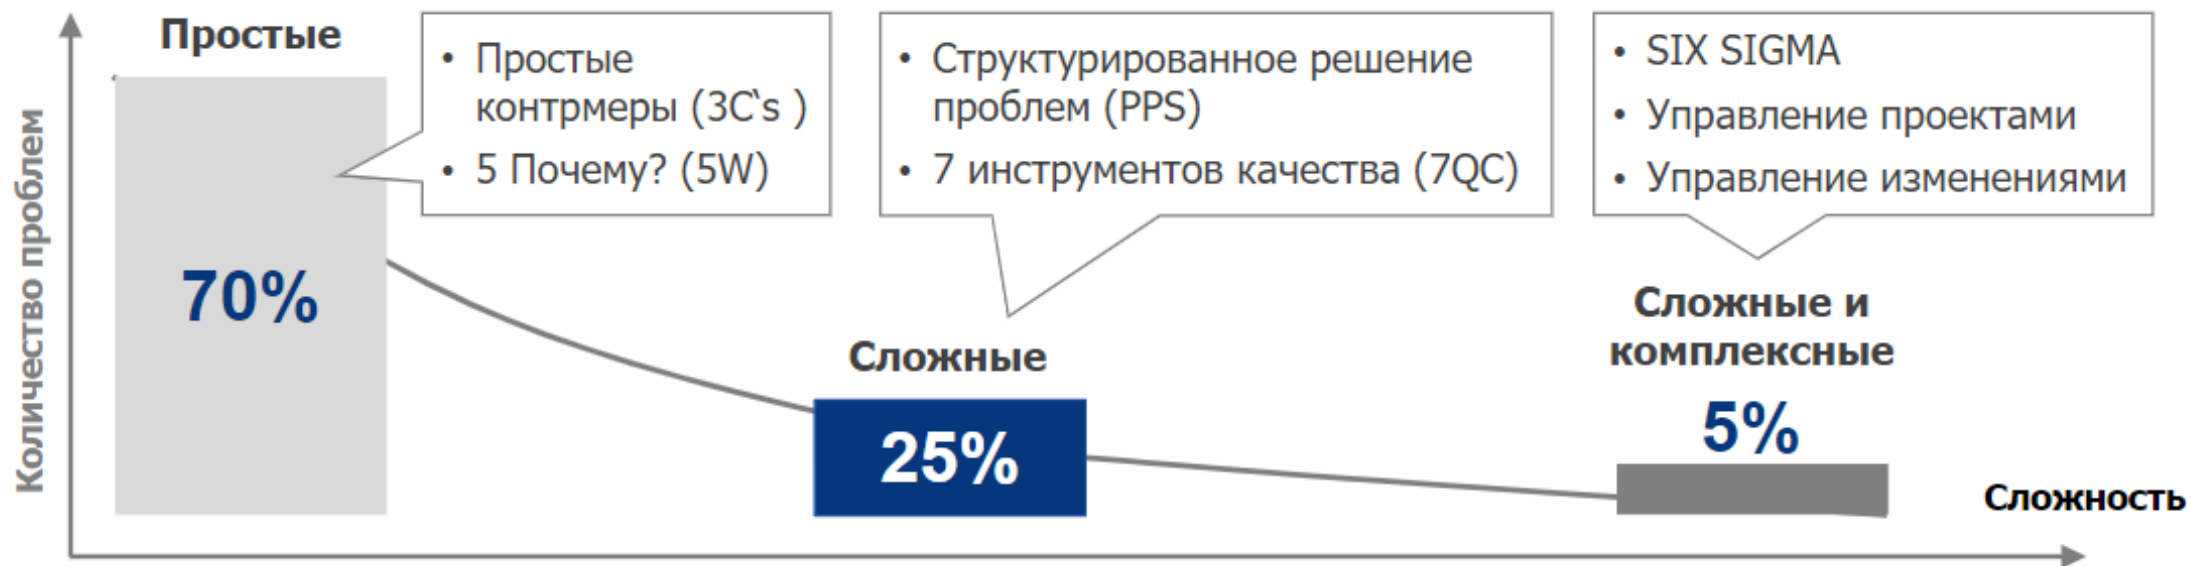 Простые
• Простые
контрмеры (3C‘s )
• 5 Почему? (5W)
• Структурированное решение
проблем (PPS)
• 7 инструментов качества (7QC)
• SIX SIGMA
• Управление проектами
• Управление изменениями
Количество проблем
70%
Сложные
25%
Сложные и
комплексные
5%
Сложность